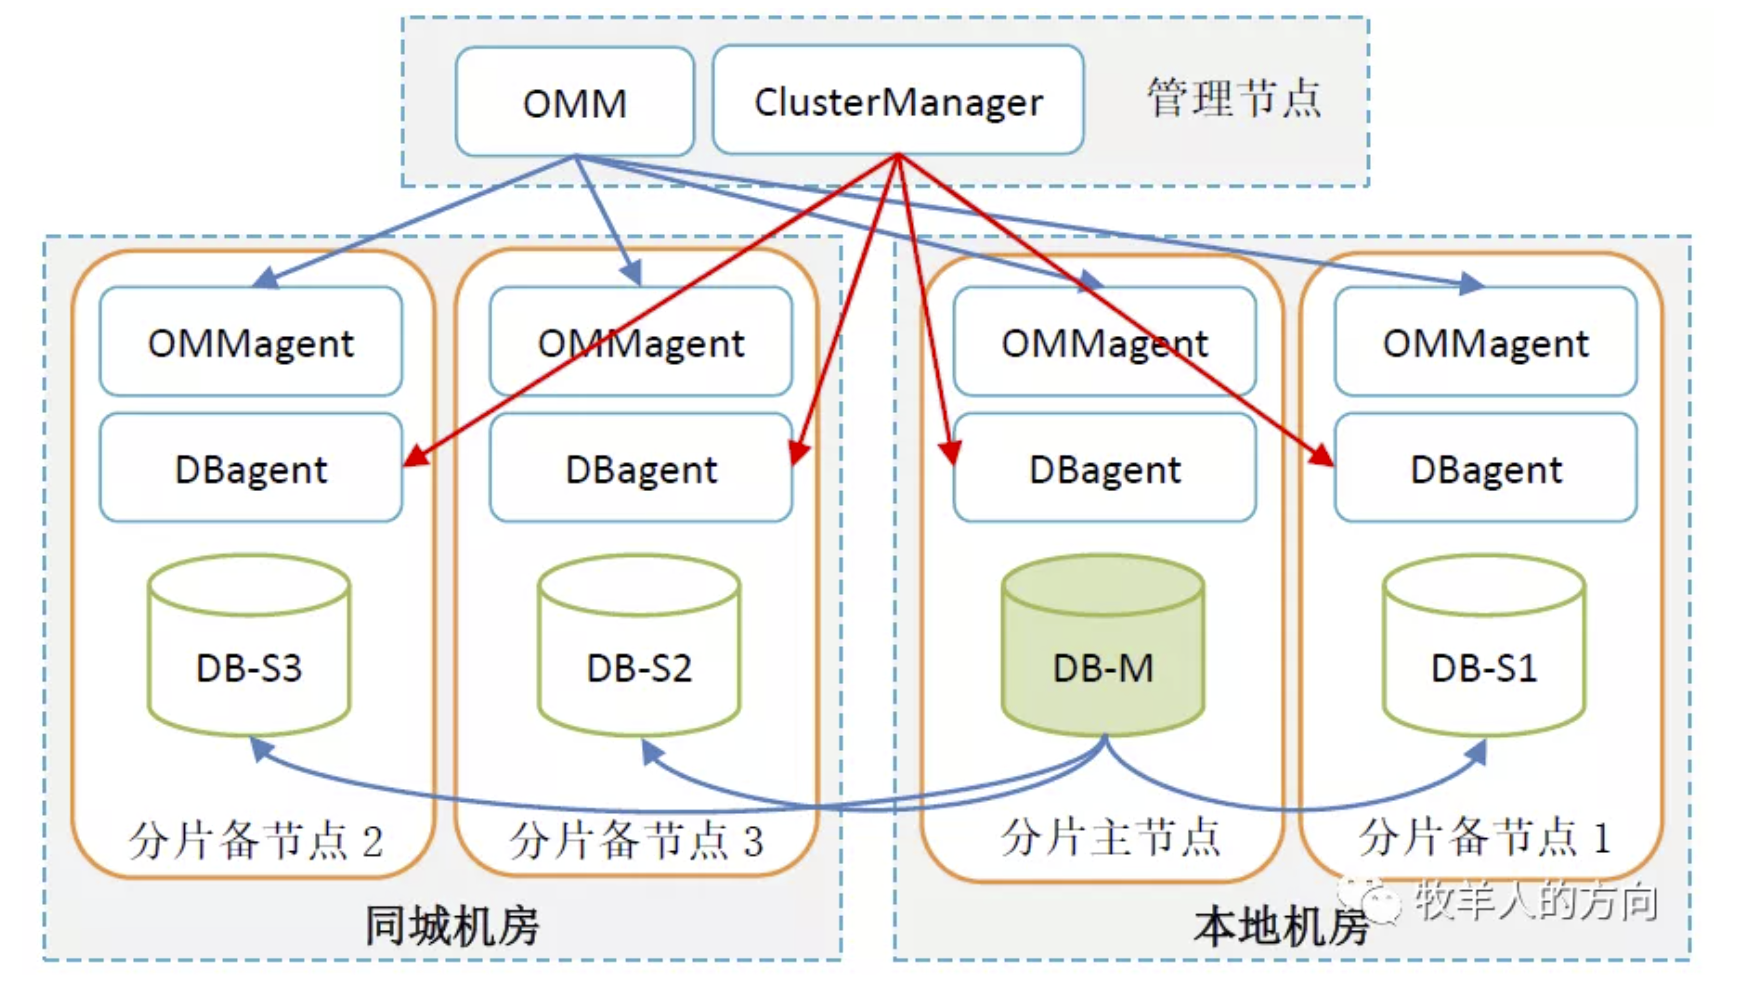 OMM
ClusterManager
管理节点
OMMagent
OMMagent
OMMagent
OMMagent
DBagent
DBagent
DBagent
DBagent
DB-S3
DB-S2
DB-M
DB-S1
分片备节点 2
分片备节点 3
分片主节点
分片备节点 1
同城机房
本地机房
牧羊人的方向